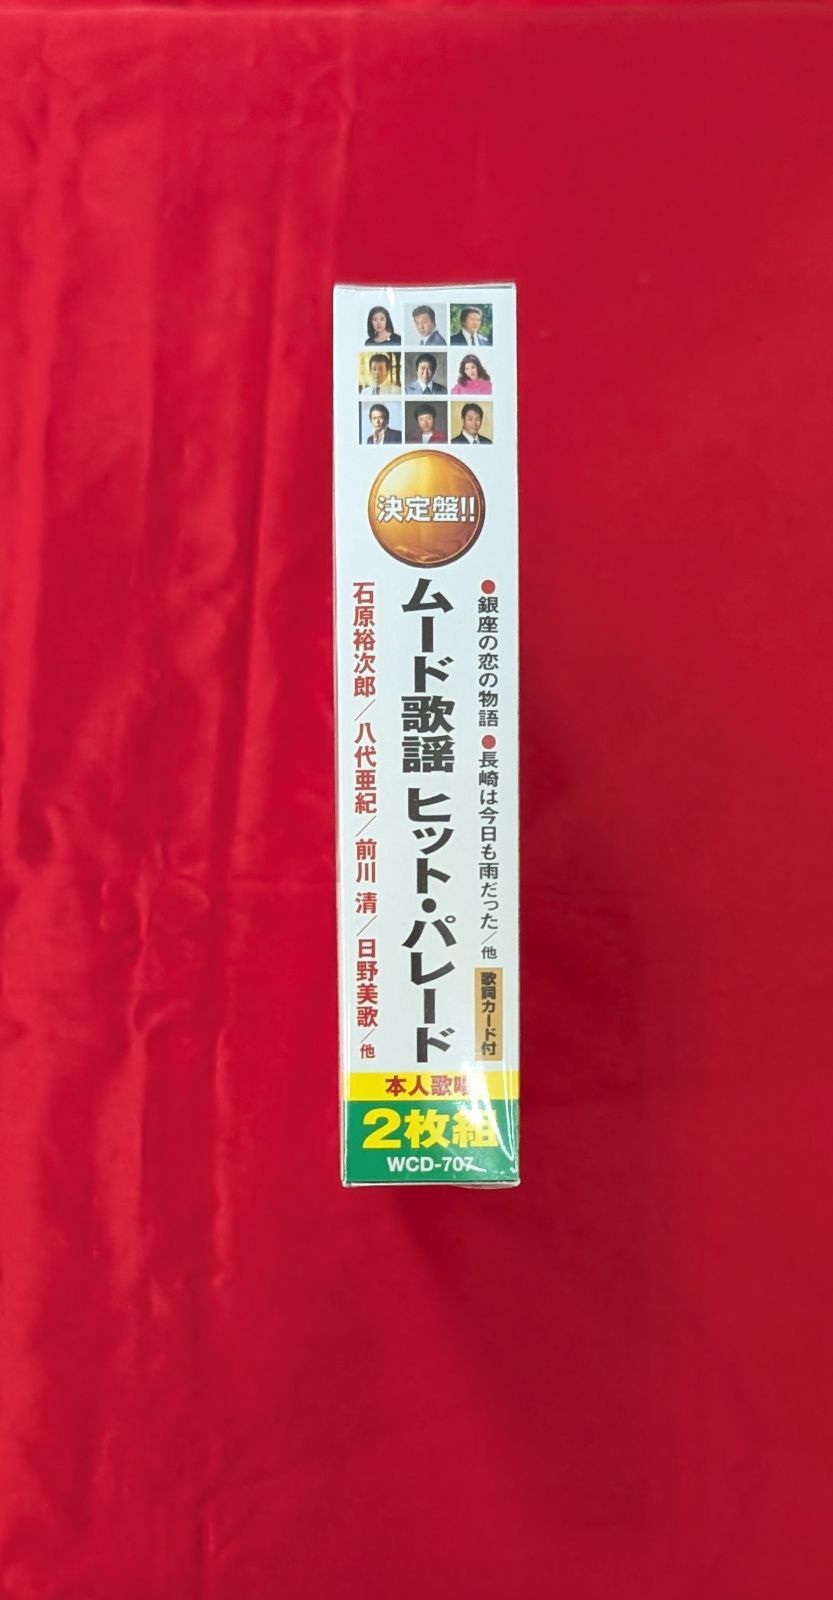 決定盤!!
●銀座の恋の物語 ●長崎は今日も雨だった／他
歌詞カード付
ムード歌謡 ヒット・パレード
石原裕次郎／八代亜紀／前川 清／日野美歌／他
本人歌唱
2枚組
WCD-707